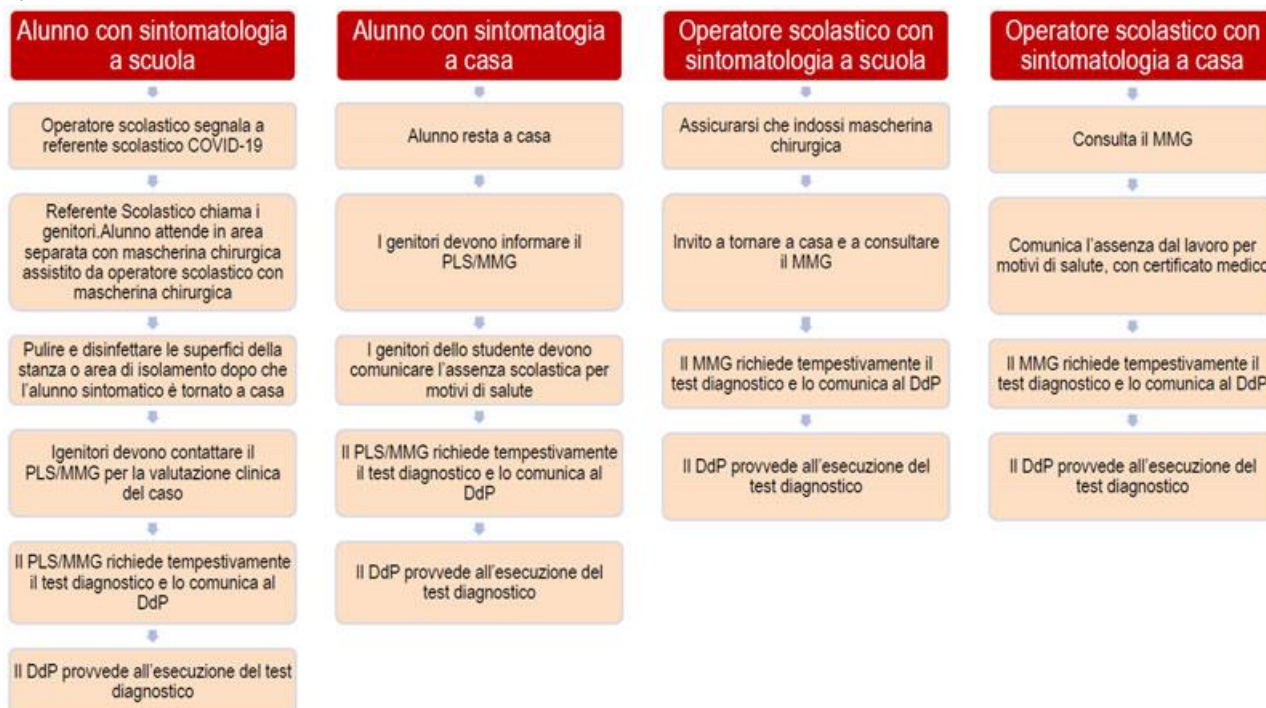 Alunno con sintomatologia
a scuola
Operatore scolastico segnala a
referente scolastico COVID-19
Referente Scolastico chiama i
genitori.Alunno attende in area
separata con mascherina chirurgica
assistito da operatore scolastico con
mascherina chirurgica
Pulire e disinfettare le superfici della
stanza o area di isolamento dopo che
l'alunno sintomatico è tornato a casa
Igenitori devono contattare il
PLS/MMG per la valutazione clinica
del caso
Il PLS/MMG richiede tempestivamente
il test diagnostico e lo comunica al
DdP
Il DdP provvede all'esecuzione del test
diagnostico
Alunno con sintomatogia
a casa
Alunno resta a casa
I genitori devono informare il
PLS/MMG
I genitori dello studente devono
comunicare l'assenza scolastica per
motivi di salute
Il PLS/MMG richiede tempestivamente
il test diagnostico e lo comunica al
DdP
Il DdP provvede all'esecuzione del
test diagnostico
Operatore scolastico con
sintomatologia a scuola
Assicurarsi che indossi mascherina
chirurgica
Invito a tornare a casa e a consultare
il MMG
Il MMG richiede tempestivamente il
test diagnostico e lo comunica al DdP
Il DdP provvede all'esecuzione del
test diagnostico
Operatore scolastico con
sintomatologia a casa
Consulta il MMG
Comunica l'assenza dal lavoro per
motivi di salute, con certificato medico
Il MMG richiede tempestivamente il
test diagnostico e lo comunica al DdP
Il DdP provvede all'esecuzione del
test diagnostico